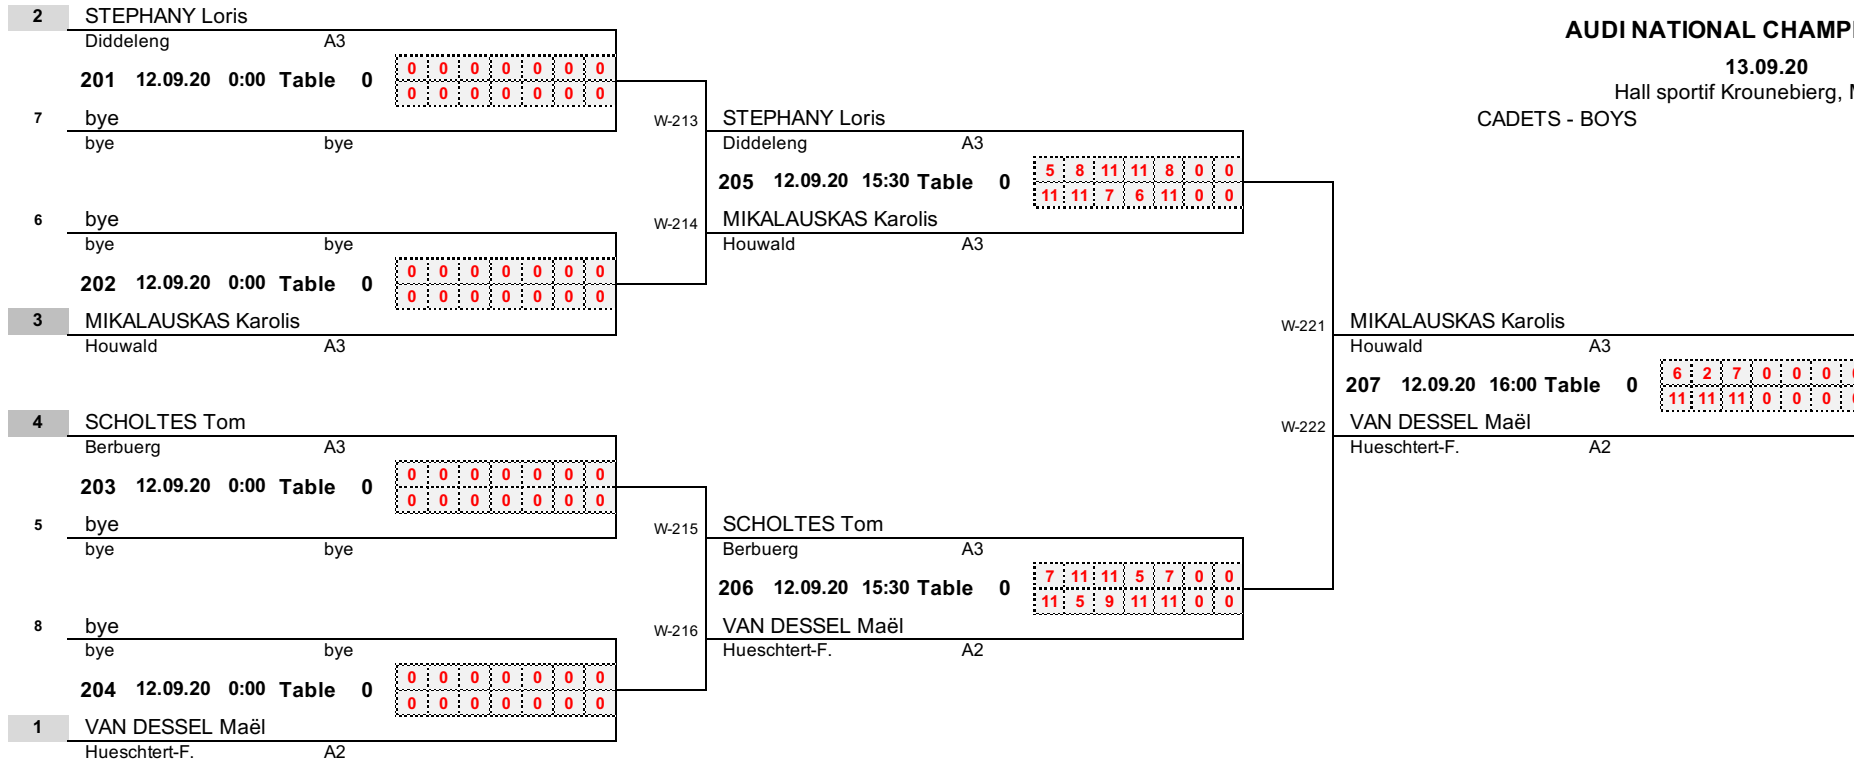 2 STEPHANY Loris
AUDI NATIONAL CHAMP
Diddeleng A3
0 0 0 0 0 0 0
13.09.20
201 12.09.20 0:00 Table 0
0 0 0 0 0 0 0
Hall sportif Krounebierg,
7 bye
W-213 STEPHANY Loris
CADETS - BOYS
bye bye
Diddeleng A3
5 8 11 11 8 0 0
205 12.09.20 15:30 Table 0
11 11 7 6 11 0 0
6 bye
W-214 MIKALAUSKAS Karolis
bye bye
Houwald A3
0 0 0 0 0 0 0
202 12.09.20 0:00 Table 0
0 0 0 0 0 0 0
3 MIKALAUSKAS Karolis
W-221 MIKALAUSKAS Karolis
Houwald A3
Houwald A3
6 2 7 0 0 0
207 12.09.20 16:00 Table 0
11 11 11 0 0 0
4 SCHOLTES Tom
W-222 VAN DESSEL Maël
Berbuerg A3
Hueschtert-F. A2
0 0 0 0 0 0 0
203 12.09.20 0:00 Table 0
0 0 0 0 0 0 0
5 bye
W-215 SCHOLTES Tom
bye bye
Berbuerg A3
7 11 11 5 7 0 0
206 12.09.20 15:30 Table 0
11 5 9 11 11 0 0
8 bye
W-216 VAN DESSEL Maël
bye bye
Hueschtert-F. A2
0 0 0 0 0 0 0
204 12.09.20 0:00 Table 0
0 0 0 0 0 0 0
1 VAN DESSEL Maël
Hueschtert-F. A2